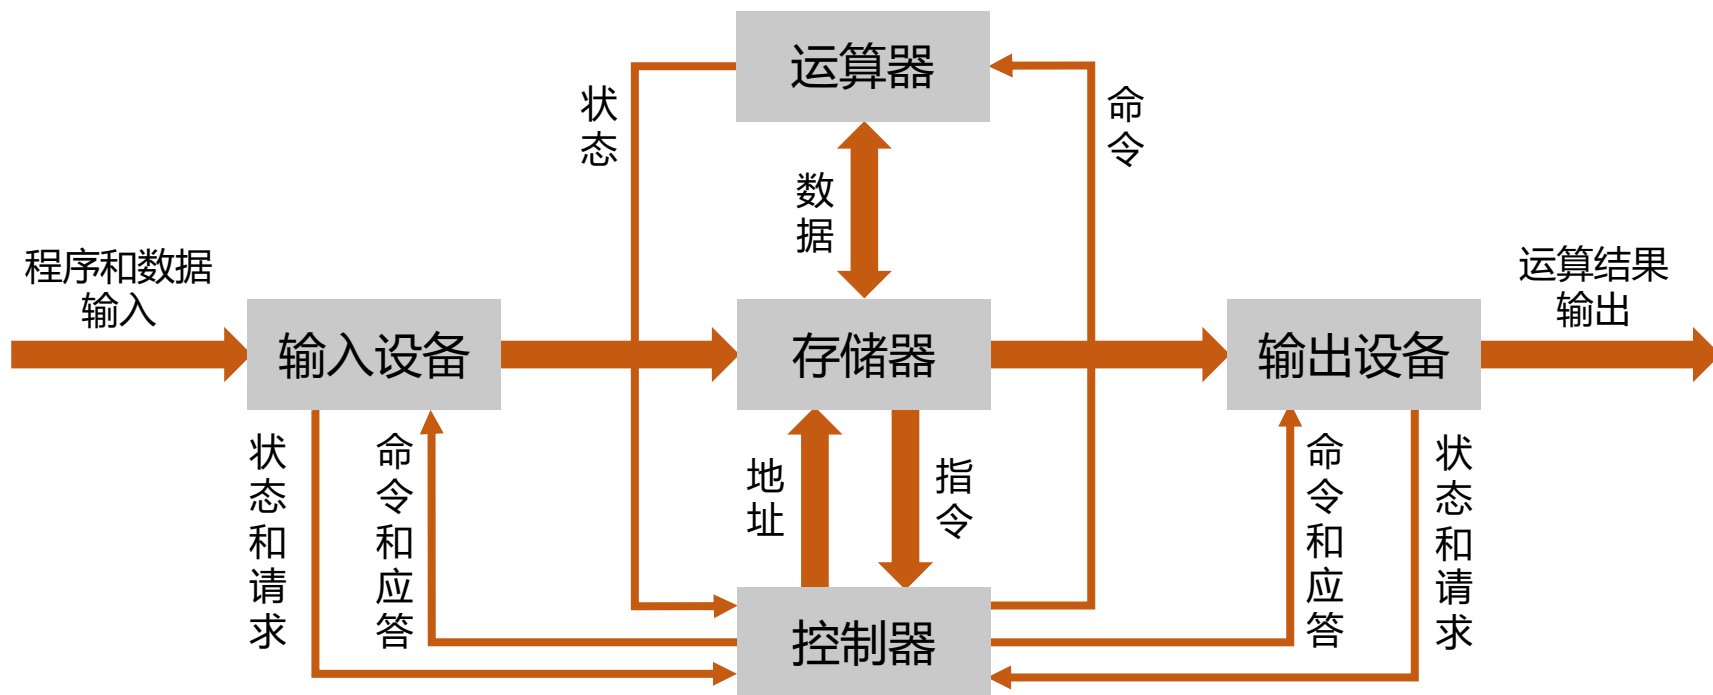 运算器
状态
命令
数据
程序和数据
输入
运算结果
输出
输入设备
存储器
输出设备
状态和请求
命令和应答
地址
指令
命令和应答
状态和请求
控制器